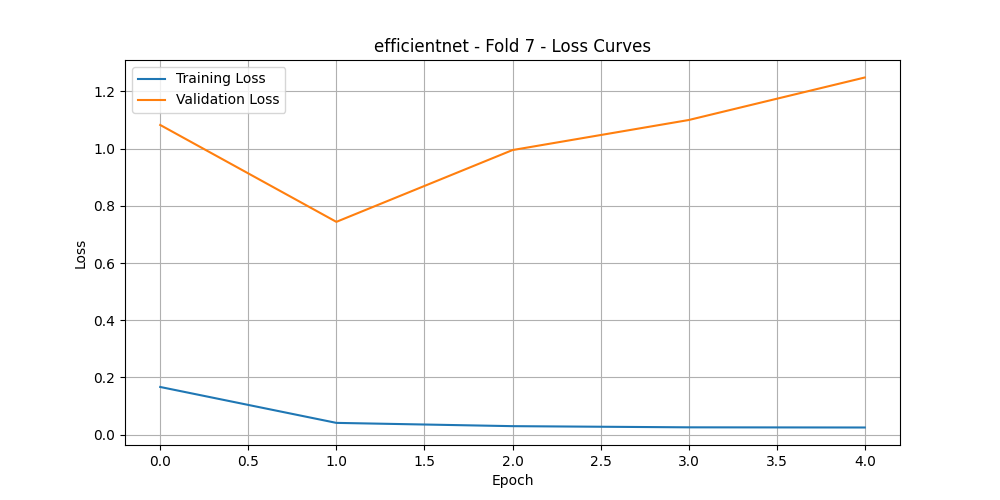 efficientnet - Fold 7 - Loss Curves
Training Loss
Validation Loss
1.2
1.0
0.8
0.6
0.4
0.2
0.0
Loss
0.0 0.5 1.0 1.5 2.0 2.5 3.0 3.5 4.0
Epoch